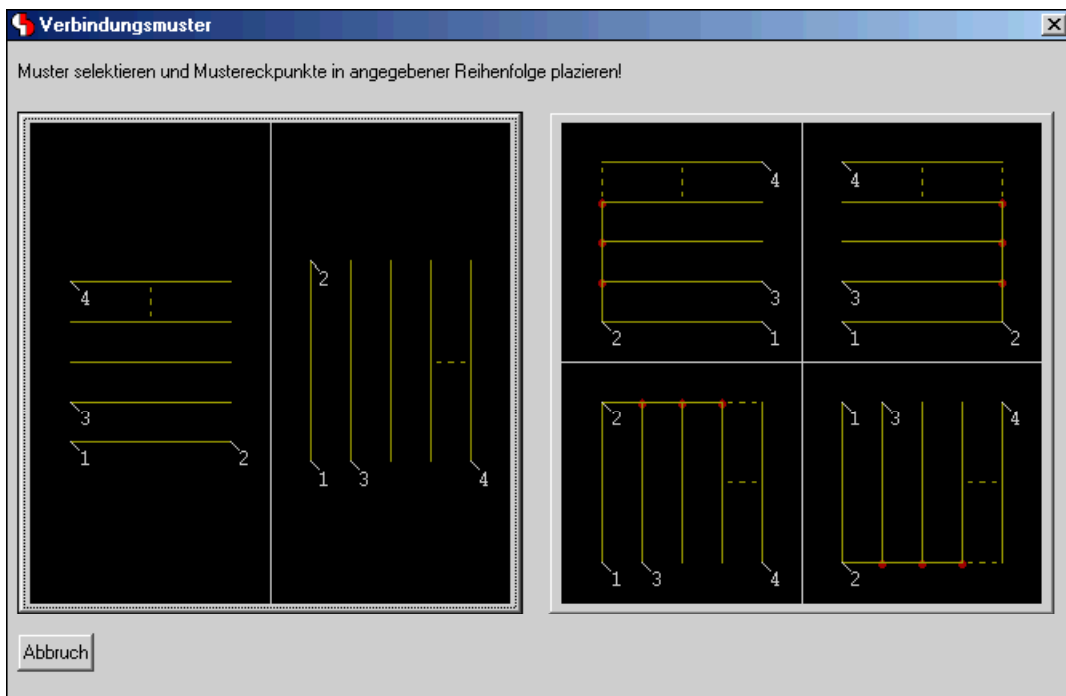 Verbindungsmuster
Muster selektieren und Mustereckpunkte in angegebener Reihenfolge plazieren!
4
3
1 2
2
1 3 4
4
3
2 1
4
3
1 2
2
1 3 4
1 3 4
2
Abbruch